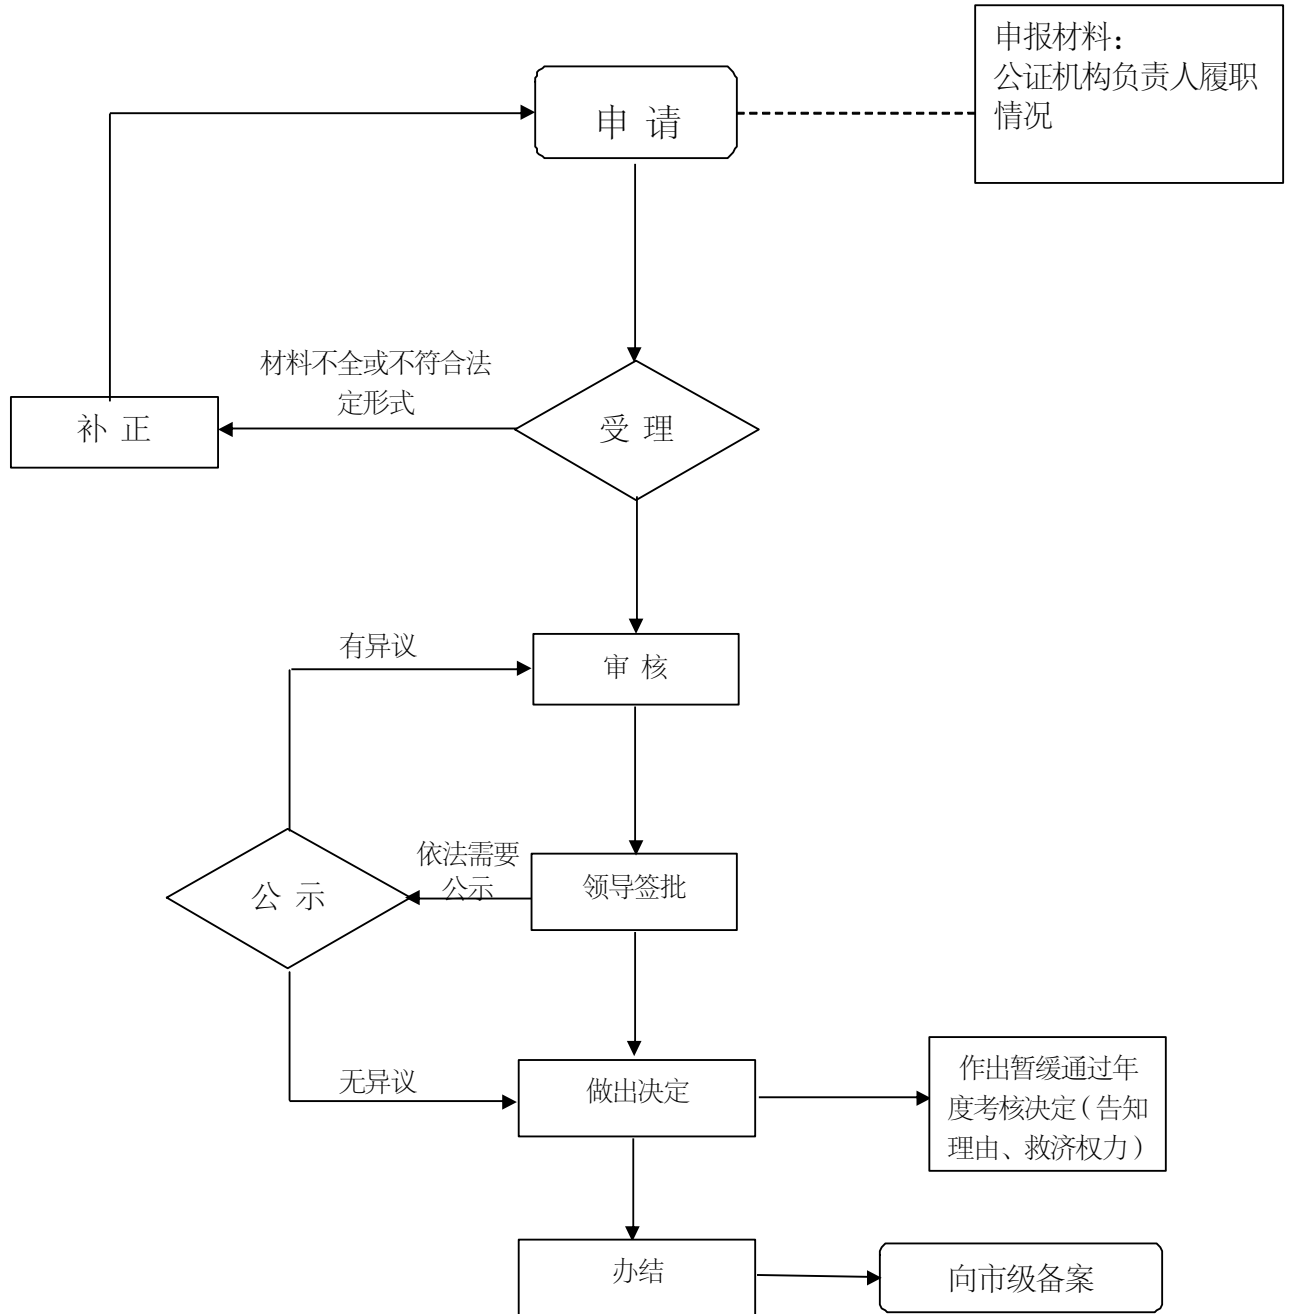 申报材料：
公证机构负责人履职
情况
申 请
材料不全或不符合法
定形式
补 正
受 理
有异议
审 核
依法需要
公示
公 示
领导签批
无异议
做出决定
作出暂缓通过年
度考核决定(告知
理由、救济权力)
办结
向市级备案